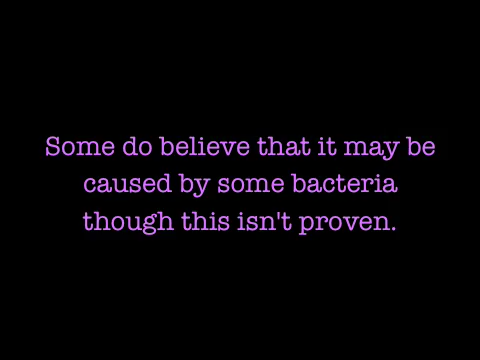 Some do believe that it may be
caused by some bacteria
though this isn't proven.